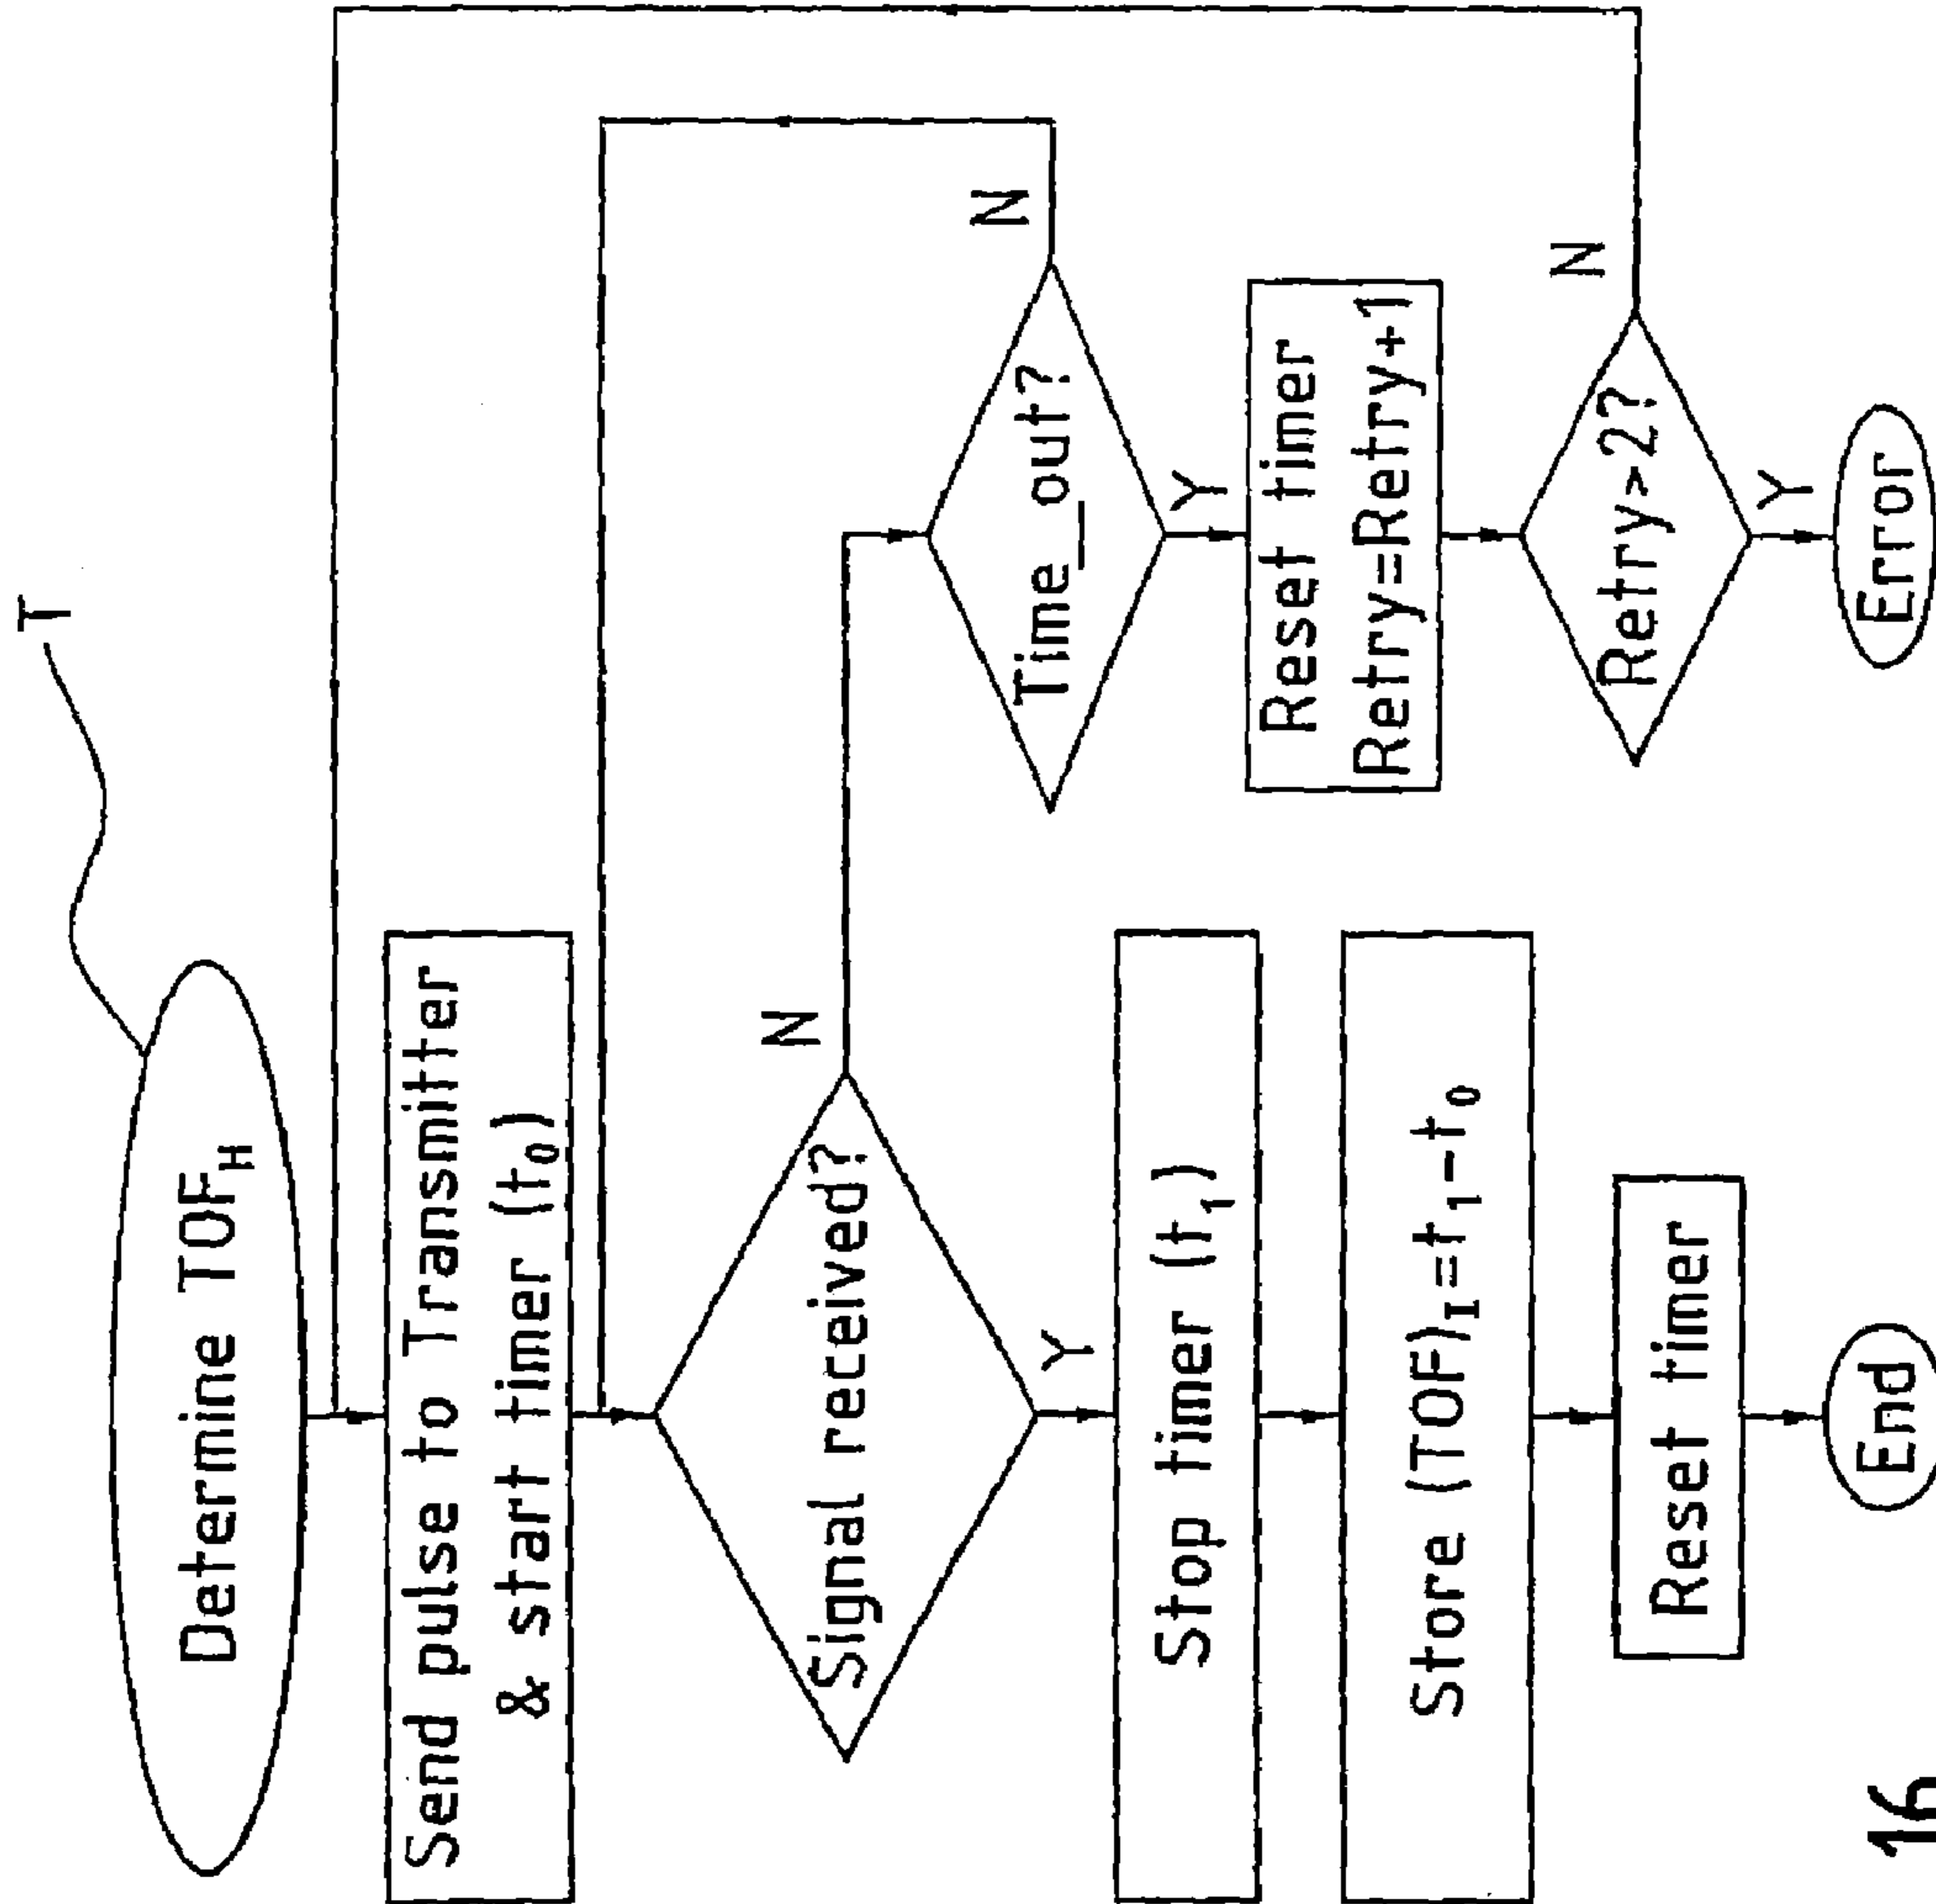 T
Determine TOF_H
Send pulse to Transmitter
& start timer (t_0)
Signal received?
N
Y
Time_out?
N
Y
Reset timer
Retry=Retry+1
Retry>2?
N
Y
Error
Stop timer (t_1)
Store (TOF)_I=t_1-t_0
Reset timer
End
16